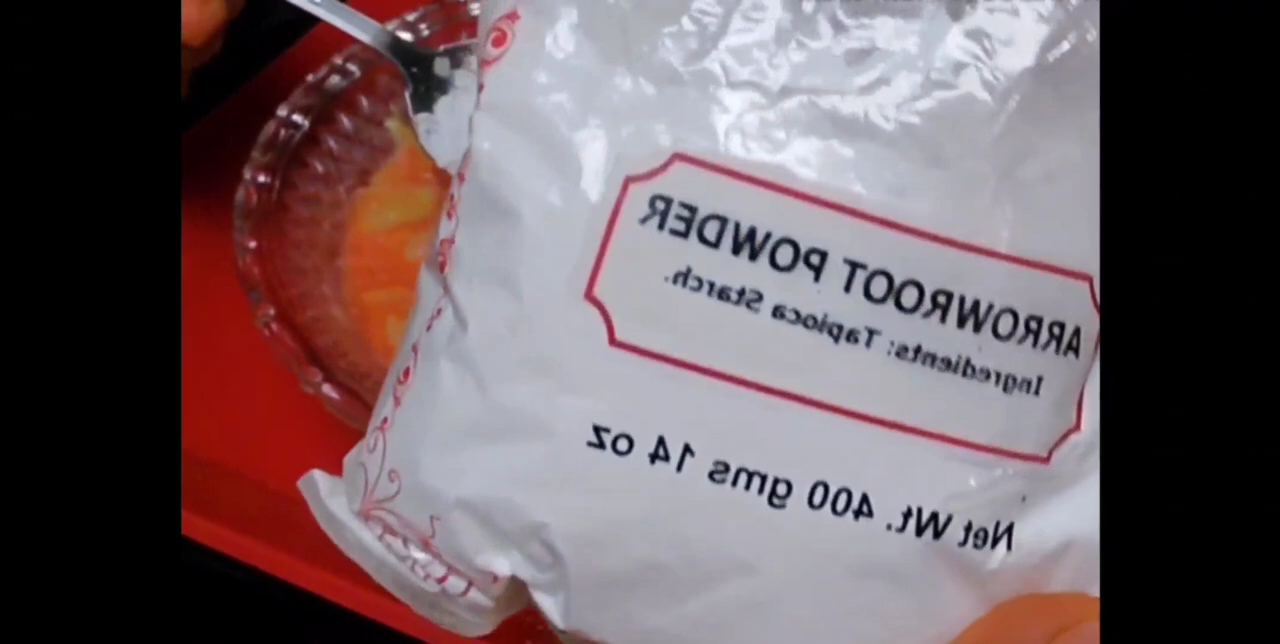 ARROWROOT POWDER
Ingredients: Tapioca Starch.
Net Wt. 400 gms 14 oz